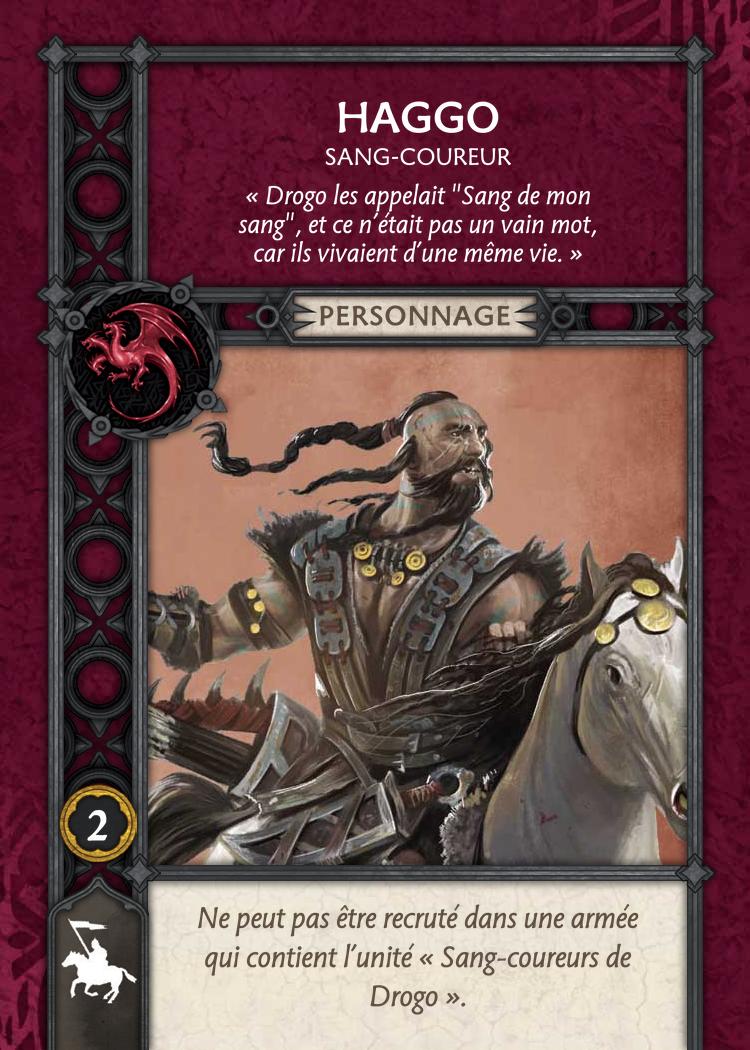 HAGGO
SANG-COUREUR
« Drogo les appelait "Sang de mon
sang", et ce n'était pas un vain mot,
car ils vivaient d'une même vie. »
PERSONNAGE
2
Ne peut pas être recruté dans une armée
qui contient l'unité « Sang-coureurs de
Drogo ».